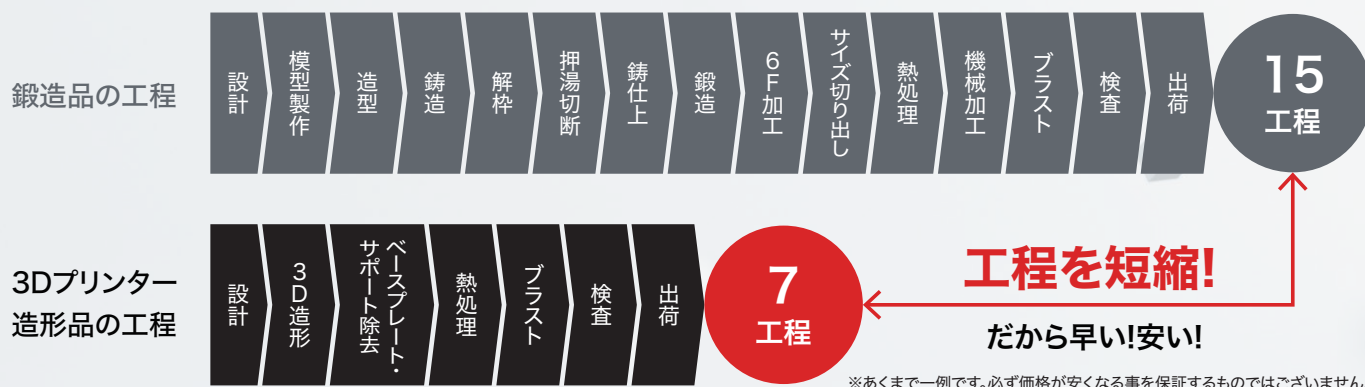 鍛造品の工程
設計
模型製作
造型
鋳造
解枠
押湯切断
鋳仕上
鍛造
6F加工
サイズ切り出し
熱処理
機械加工
ブラスト
検査
出荷
15
工程
3Dプリンター
造形品の工程
設計
3D造形
ベースプレート・
サポート除去
熱処理
ブラスト
検査
出荷
7
工程
工程を短縮!
だから早い!安い!
※あくまで一例です。必ず価格が安くなる事を保証するものではございません